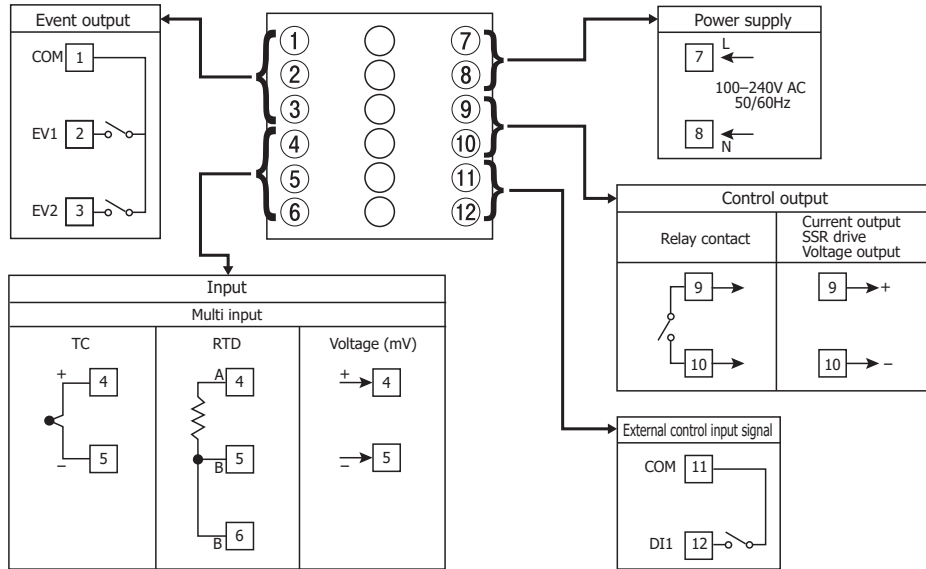 Event output
COM 1
EV1 2
EV2 3
① ⑦
② ⑧
③ ⑨
④ ⑩
⑤ ⑪
⑥ ⑫
Power supply
7 L
100–240V AC
50/60Hz
8 N
Control output
Relay contact
Current output
SSR drive
Voltage output
9
10
9 +
10 –
Input
Multi input
TC
+ 4
– 5
RTD
A 4
B 5
B 6
Voltage (mV)
+ 4
– 5
External control input signal
COM 11
DI1 12